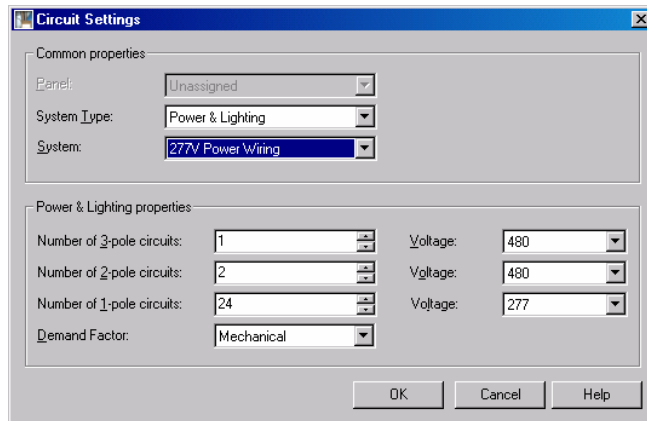 Circuit Settings
Common properties
Panel: Unassigned
System Type: Power & Lighting
System: 277V Power Wiring
Power & Lighting properties
Number of 3-pole circuits: 1 Voltage: 480
Number of 2-pole circuits: 2 Voltage: 480
Number of 1-pole circuits: 24 Voltage: 277
Demand Factor: Mechanical
OK Cancel Help